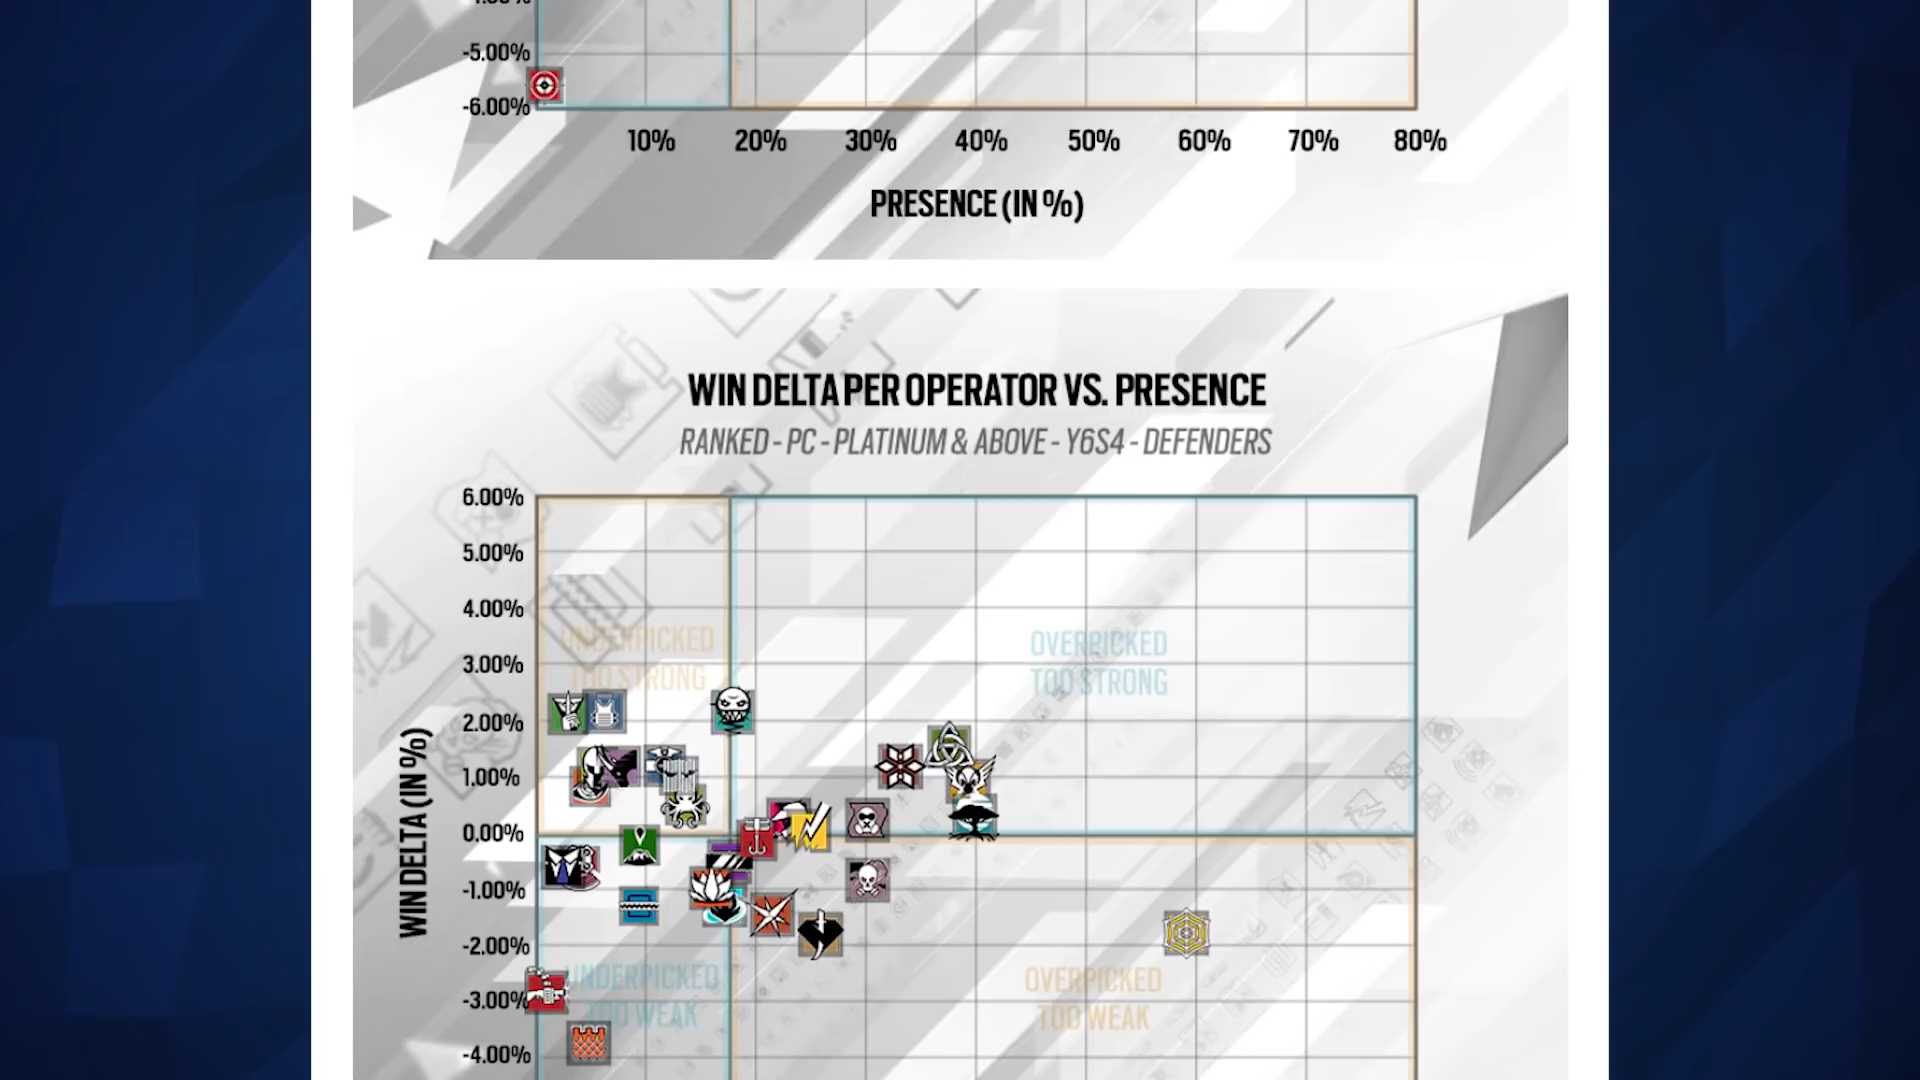 -5.00%
-6.00%
10% 20% 30% 40% 50% 60% 70% 80%
PRESENCE (IN %)
WIN DELTA PER OPERATOR VS. PRESENCE
RANKED - PC - PLATINUM & ABOVE - Y6S4 - DEFENDERS
6.00%
5.00%
4.00%
UNDERPICKED
TOO STRONG
OVERPICKED
TOO STRONG
3.00%
2.00%
1.00%
0.00%
-1.00%
-2.00%
WIN DELTA (IN %)
UNDERPICKED
TOO WEAK
OVERPICKED
TOO WEAK
-3.00%
-4.00%